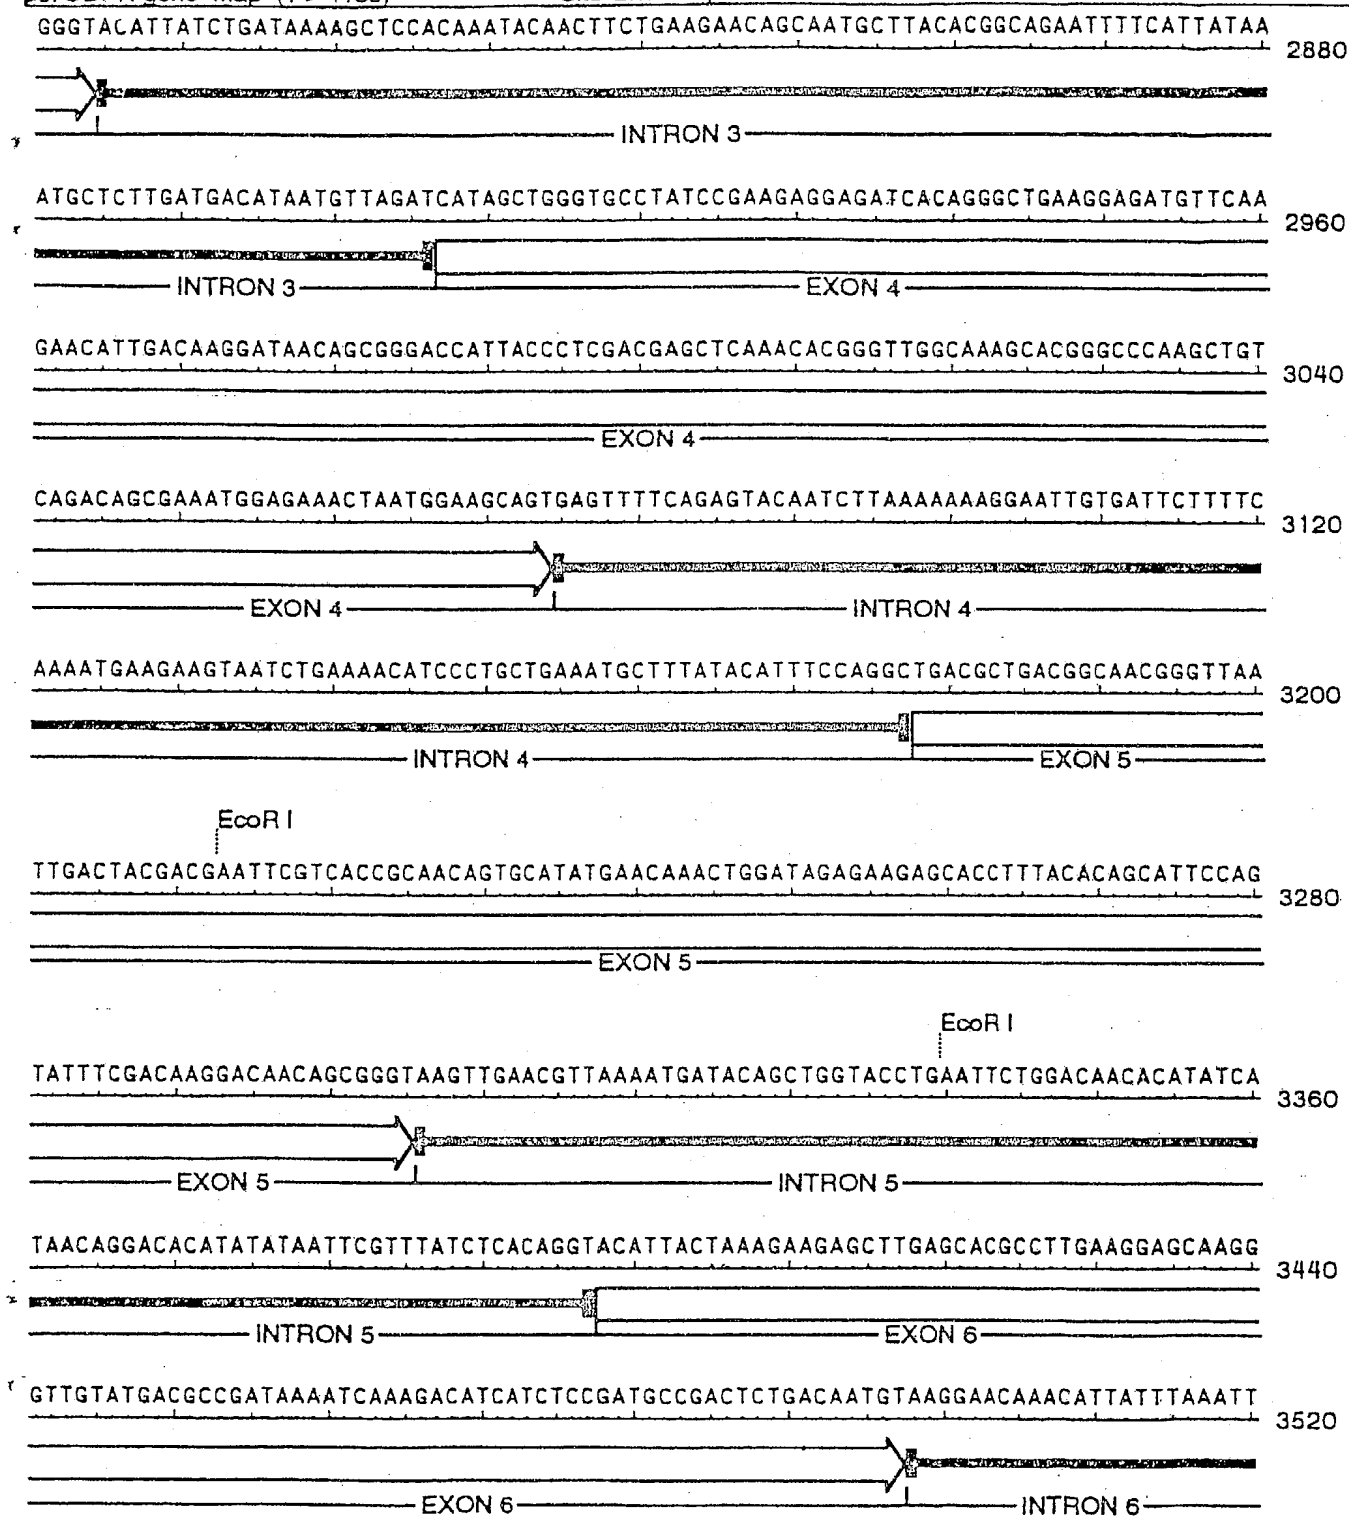 GGGTACATTATCTGATAAAAGCTCCACAAATACAACTTCTGAAGAACAGCAATGCTTACACGGCAGAATTTTCATTATAA
2880
INTRON 3
ATGCTCTTGATGACATAATGTTAGATCATAGCTGGGTGCCTATCCGAAGAGGAGATCACAGGGCTGAAGGAGATGTTCAA
2960
INTRON 3 EXON 4
GAACATTGACAAGGATAACAGCGGGACCATTACCCTCGACGAGCTCAAACACGGGTTGGCAAAGCACGGGCCCAAGCTGT
3040
EXON 4
CAGACAGCGAAATGGAGAAACTAATGGAAGCAGTGAGTTTTCAGAGTACAATCTTAAAAAAAGGAATTGTGATTCTTTTC
3120
EXON 4 INTRON 4
AAAATGAAGAAGTAATCTGAAAACATCCCTGCTGAAATGCTTTATACATTTCCAGGCTGACGCTGACGGCAACGGGTTAA
3200
INTRON 4 EXON 5
EcoR I
TTGACTACGACGAATTCGTCACCGCAACAGTGCATATGAACAAACTGGATAGAGAAGAGCACCTTTACACAGCATTCCAG
3280
EXON 5
EcoR I
TATTTCGACAAGGACAACAGCGGGTAAGTTGAACGTTAAAATGATACAGCTGGTACCTGAATTCTGGACAACACATATCA
3360
EXON 5 INTRON 5
TAACAGGACACATATATAATTCGTTTATCTCACAGGTACATTACTAAAGAAGAGCTTGAGCACGCCTTGAAGGAGCAAGG
3440
INTRON 5 EXON 6
GTTGTATGACGCCGATAAAATCAAAGACATCATCTCCGATGCCGACTCTGACAATGTAAGGAACAAACATTATTTAAATT
3520
EXON 6 INTRON 6